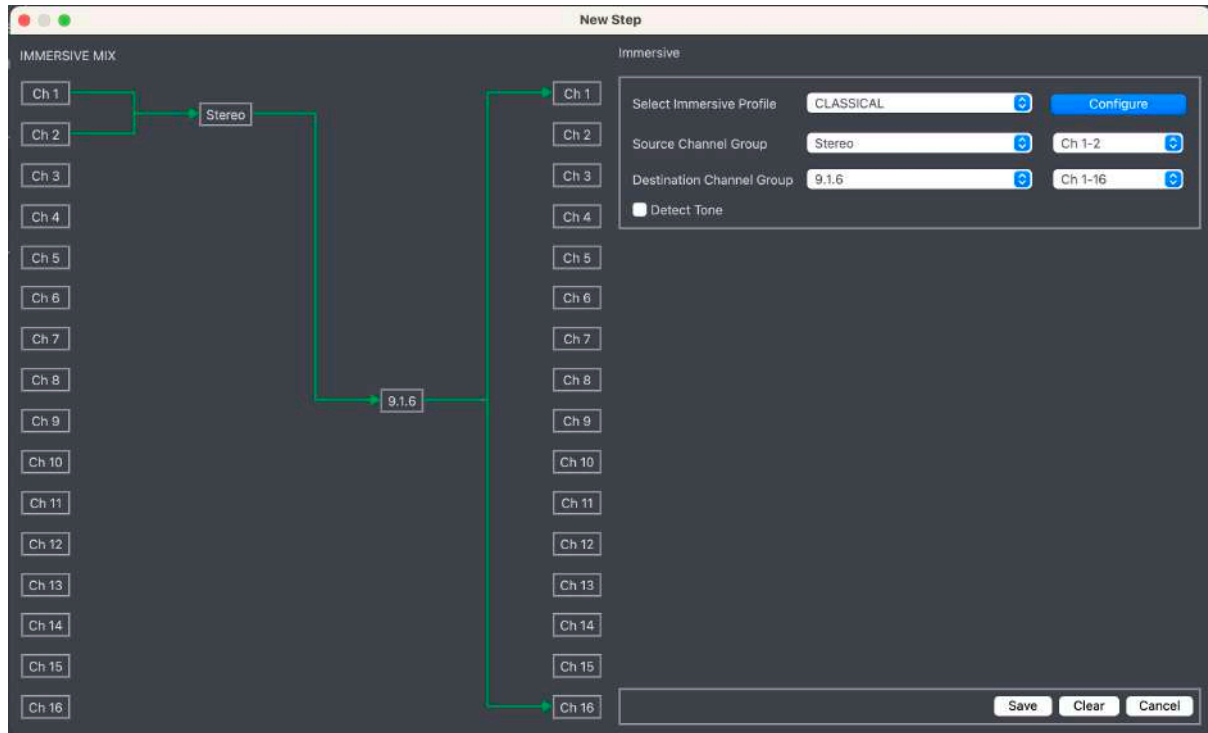 New Step
IMMERSIVE MIX
Ch 1
Ch 2
Ch 3
Ch 4
Ch 5
Ch 6
Ch 7
Ch 8
Ch 9
Ch 10
Ch 11
Ch 12
Ch 13
Ch 14
Ch 15
Ch 16
Stereo
9.1.6
Ch 1
Ch 2
Ch 3
Ch 4
Ch 5
Ch 6
Ch 7
Ch 8
Ch 9
Ch 10
Ch 11
Ch 12
Ch 13
Ch 14
Ch 15
Ch 16
Immersive
Select Immersive Profile CLASSICAL Configure
Source Channel Group Stereo Ch 1-2
Destination Channel Group 9.1.6 Ch 1-16
Detect Tone
Save Clear Cancel